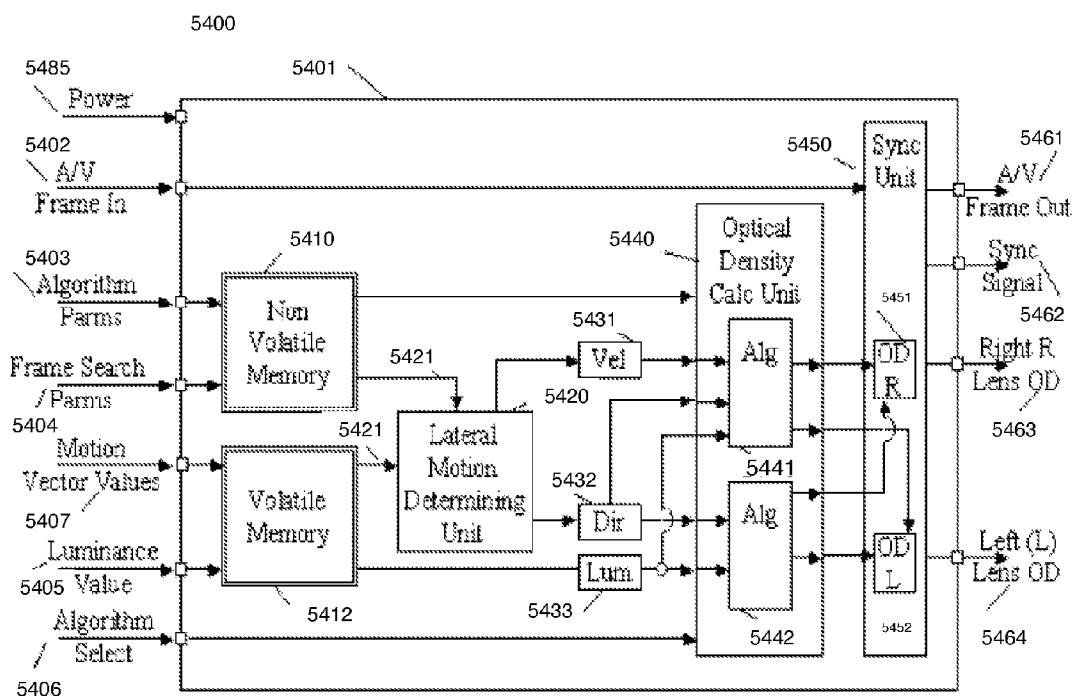 5400
5485
Power
5401
5402
A/V
Frame In
5450
Sync
Unit
5461
A/V
Frame Out
5403
Algorithm
Parms
5410
Non
Volatile
Memory
5440
Optical
Density
Calc Unit
Sync
Signal
5462
Frame Search
Parms
5404
5421
5431
Vel
Alg
5441
5451
OD
R
Right R
Lens OD
5463
5420
Lateral
Motion
Determining
Unit
Motion
Vector Values
5407
5421
Volatile
Memory
5412
5432
Dir
Alg
5442
Luminance
Value
5405
Lum
5433
OD
L
5452
Left (L)
Lens OD
5464
Algorithm
Select
5406